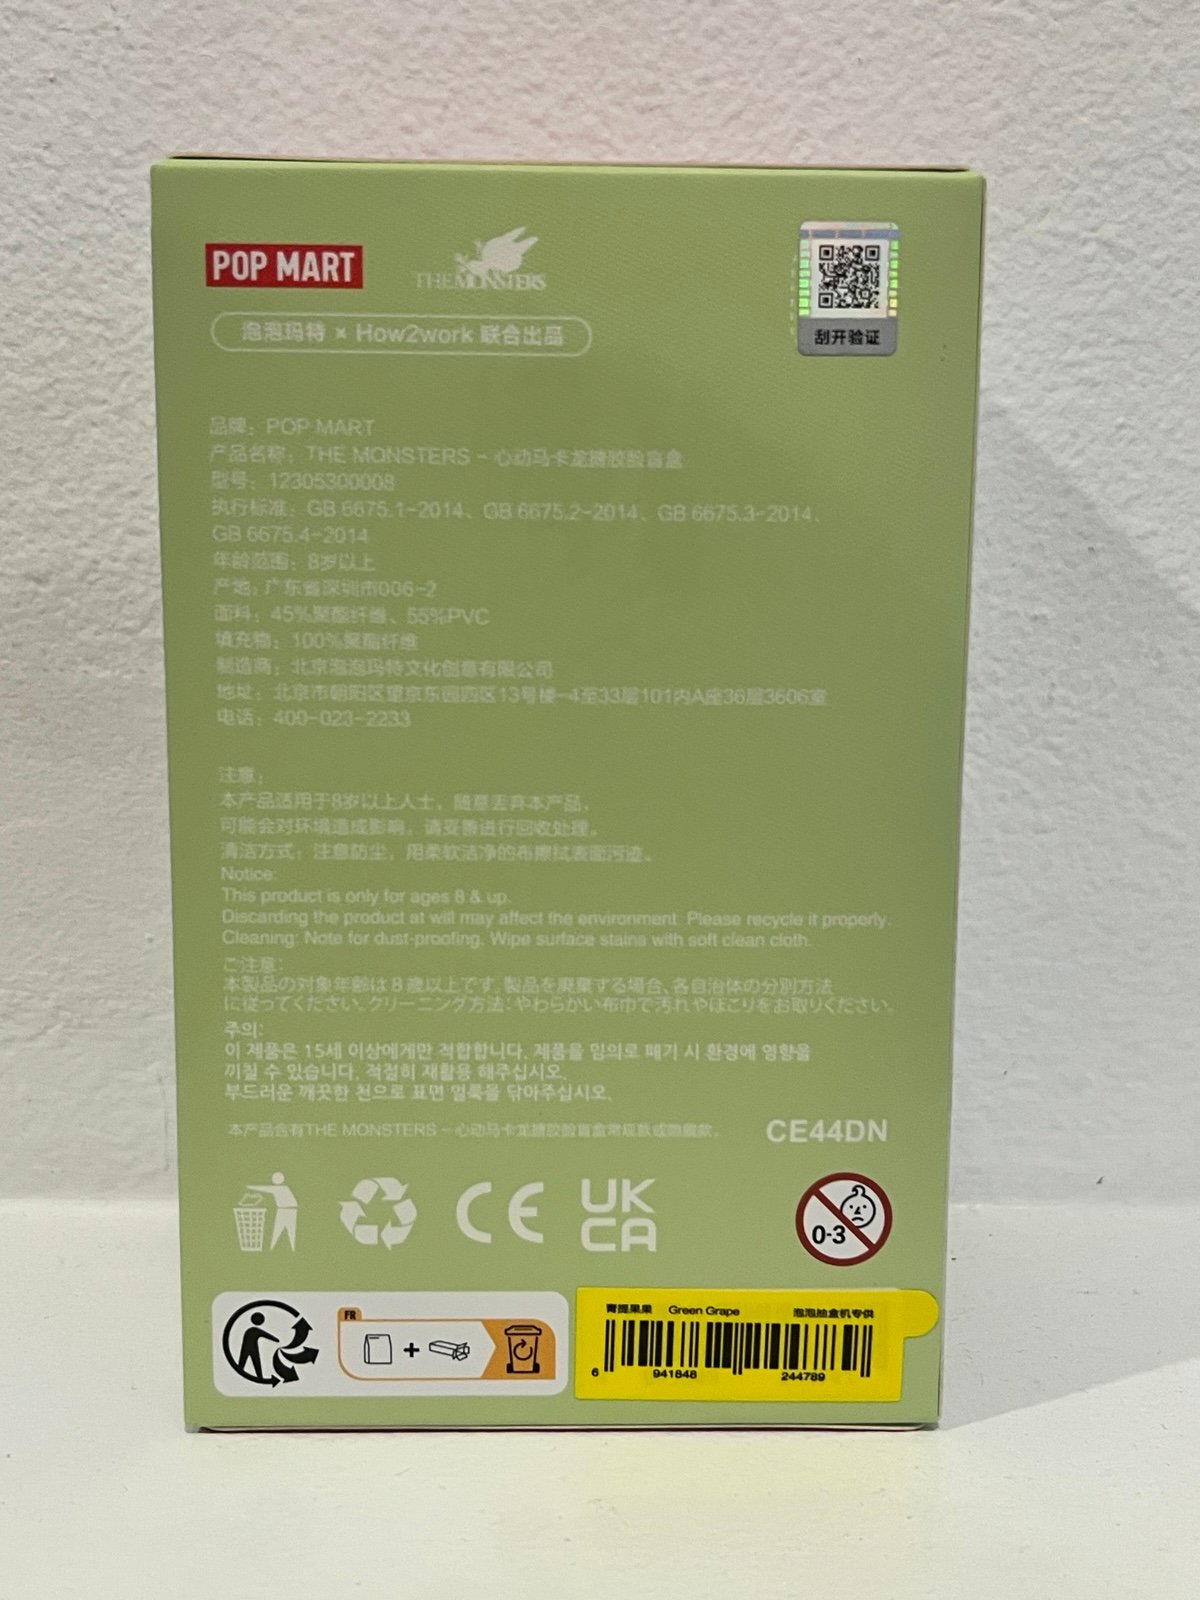 POP MART
THE MONSTERS
泡泡玛特 × How2work 联合出品
刮开验证
品牌：POP MART
产品名称：THE MONSTERS - 心动马卡龙搪胶脸盲盒
型号：12305300008
执行标准：GB 6675.1-2014、GB 6675.2-2014、GB 6675.3-2014、
GB 6675.4-2014
年龄范围：8岁以上
产地：广东省深圳市006-2
面料：45%聚酯纤维、55%PVC
填充物：100%聚酯纤维
制造商：北京泡泡玛特文化创意有限公司
地址：北京市朝阳区望京东园四区13号楼-4至33层101内A座36层3606室
电话：400-023-2233
注意：
本产品适用于8岁以上人士，随意丢弃本产品，
可能会对环境造成影响，请妥善进行回收处理。
清洁方式：注意防尘，用柔软洁净的布擦拭表面污迹。
Notice:
This product is only for ages 8 & up.
Discarding the product at will may affect the environment. Please recycle it properly.
Cleaning: Note for dust-proofing. Wipe surface stains with soft clean cloth.
ご注意:
本製品の対象年齢は8歳以上です。製品を廃棄する場合、各自治体の分別方法
に従ってください。クリーニング方法：やわらかい布巾で汚れやほこりをお取りください。
주의:
이 제품은 15세 이상에게만 적합합니다. 제품을 임의로 폐기 시 환경에 영향을
끼칠 수 있습니다. 적절히 재활용 해주십시오.
부드러운 깨끗한 천으로 표면 얼룩을 닦아주십시오.
本产品含有THE MONSTERS - 心动马卡龙搪胶脸盲盒常规款或隐藏款。
CE44DN
CE
UK
CA
0-3
FR
青提果果 Green Grape 泡泡抽盒机专供
6 941848 244789